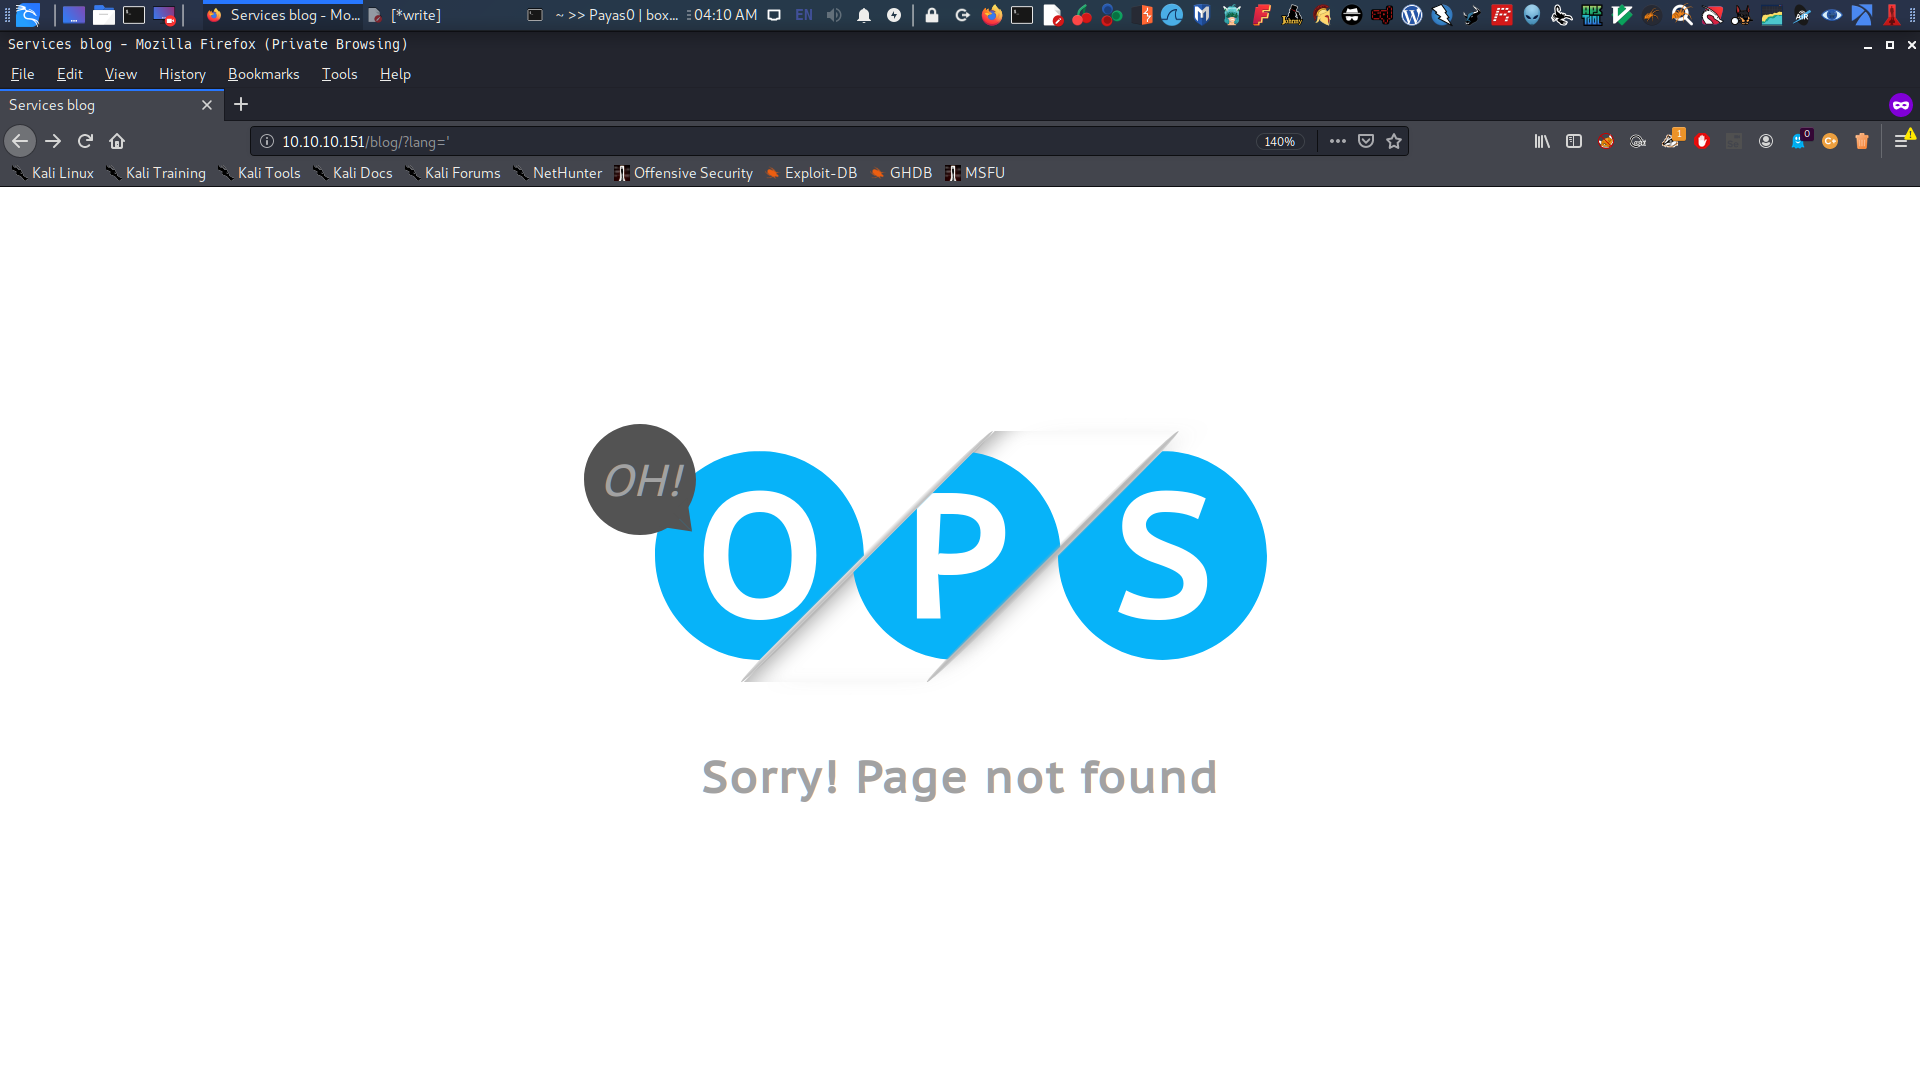 Services blog - Mo... [*write] ~ >> Payas0 | box... 04:10 AM EN
Services blog - Mozilla Firefox (Private Browsing)
File Edit View History Bookmarks Tools Help
Services blog
10.10.10.151/blog/?lang=' 140% 1 0
Kali Linux Kali Training Kali Tools Kali Docs Kali Forums NetHunter Offensive Security Exploit-DB GHDB MSFU
OH!
OPS
Sorry! Page not found